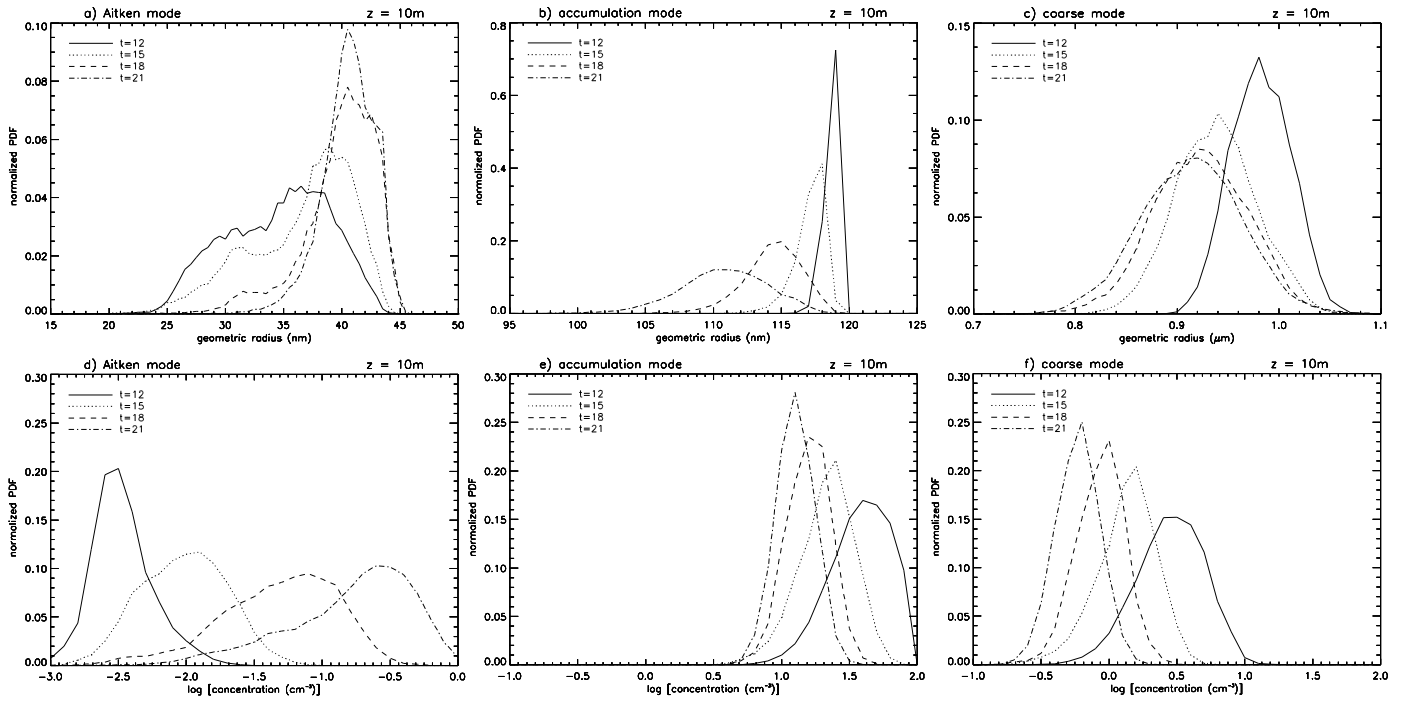 a) Aitken mode z = 10m
t=12
t=15
t=18
t=21
normalized PDF
0.10
0.08
0.06
0.04
0.02
0.00
15 20 25 30 35 40 45 50
geometric radius (nm)
b) accumulation mode z = 10m
t=12
t=15
t=18
t=21
normalized PDF
0.8
0.6
0.4
0.2
0.0
95 100 105 110 115 120 125
geometric radius (nm)
c) coarse mode z = 10m
t=12
t=15
t=18
t=21
normalized PDF
0.15
0.10
0.05
0.00
0.7 0.8 0.9 1.0 1.1
geometric radius (μm)
d) Aitken mode z = 10m
t=12
t=15
t=18
t=21
normalized PDF
0.30
0.25
0.20
0.15
0.10
0.05
0.00
−3.0 −2.5 −2.0 −1.5 −1.0 −0.5 0.0
log [concentration (cm⁻³)]
e) accumulation mode z = 10m
t=12
t=15
t=18
t=21
normalized PDF
0.30
0.25
0.20
0.15
0.10
0.05
0.00
−1.0 −0.5 0.0 0.5 1.0 1.5 2.0
log [concentration (cm⁻³)]
f) coarse mode z = 10m
t=12
t=15
t=18
t=21
normalized PDF
0.30
0.25
0.20
0.15
0.10
0.05
0.00
−1.0 −0.5 0.0 0.5 1.0 1.5 2.0
log [concentration (cm⁻³)]